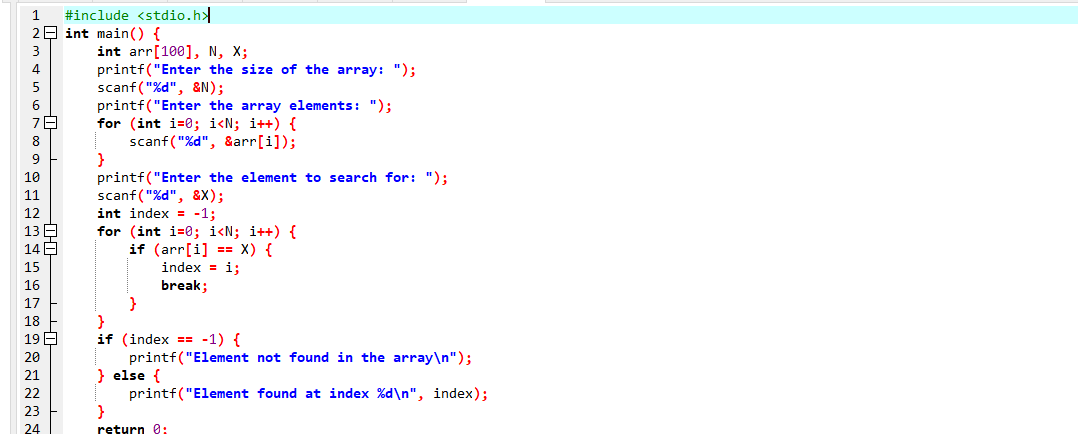 1 #include <stdio.h>
2 int main() {
3 int arr[100], N, X;
4 printf("Enter the size of the array: ");
5 scanf("%d", &N);
6 printf("Enter the array elements: ");
7 for (int i=0; i<N; i++) {
8 scanf("%d", &arr[i]);
9 }
10 printf("Enter the element to search for: ");
11 scanf("%d", &X);
12 int index = -1;
13 for (int i=0; i<N; i++) {
14 if (arr[i] == X) {
15 index = i;
16 break;
17 }
18 }
19 if (index == -1) {
20 printf("Element not found in the array\n");
21 } else {
22 printf("Element found at index %d\n", index);
23 }
24 return 0;